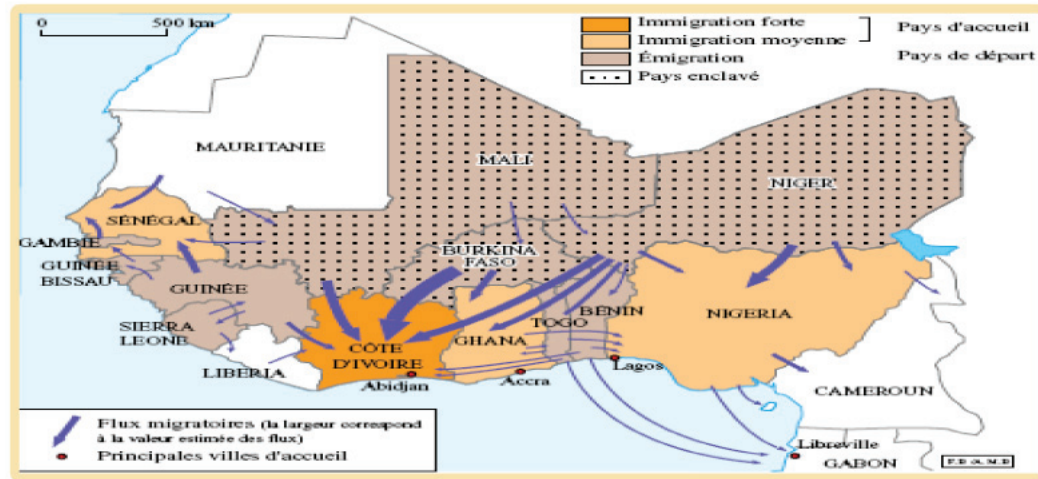 0 500 km
Immigration forte
Pays d'accueil
Immigration moyenne
Émigration
Pays de départ
Pays enclavé
MAURITANIE
MALI
NIGER
SÉNÉGAL
GAMBIE
BURKINA
FASO
GUINÉE
BISSAU
GUINÉE
BÉNIN
NIGERIA
SIERRA
LEONE
TOGO
GHANA
CÔTE
D'IVOIRE
LIBERIA
Lagos
Abidjan
Accra
CAMEROUN
Flux migratoires (la largeur correspond
à la valeur estimée des flux)
Principales villes d'accueil
Libreville
GABON